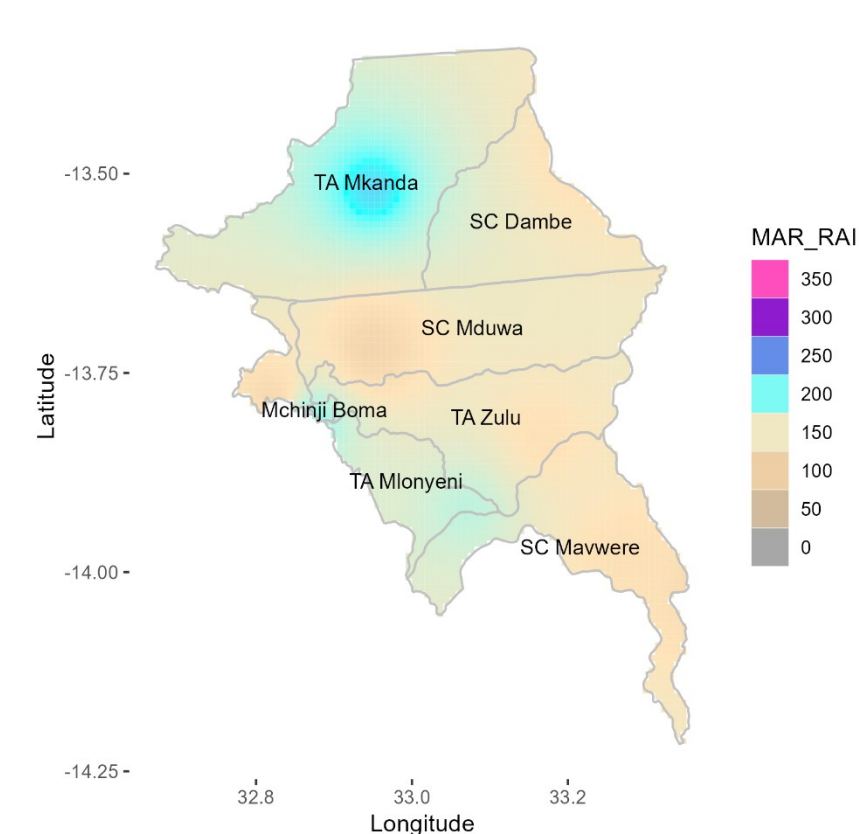 -13.50
-13.75
-14.00
-14.25
Latitude
TA Mkanda
SC Dambe
SC Mduwa
Mchinji Boma
TA Zulu
TA Mlonyeni
SC Mavwere
32.8
33.0
33.2
Longitude
MAR_RAI
350
300
250
200
150
100
50
0